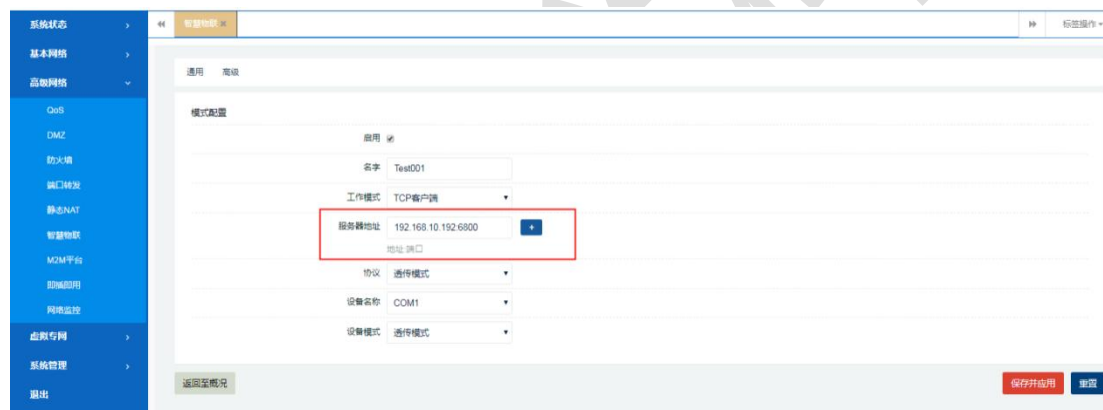 系统状态
智慧物联
标签操作
基本网络
高级网络
通用 高级
QoS
DMZ
防火墙
端口转发
静态NAT
智慧物联
M2M平台
即插即用
网络监控
虚拟专网
系统管理
退出
模式配置
启用
名字 Test001
工作模式 TCP客户端
服务器地址 192.168.10.192:6800 +
地址:端口
协议 透传模式
设备名称 COM1
设备模式 透传模式
返回至概况
保存并应用 重置